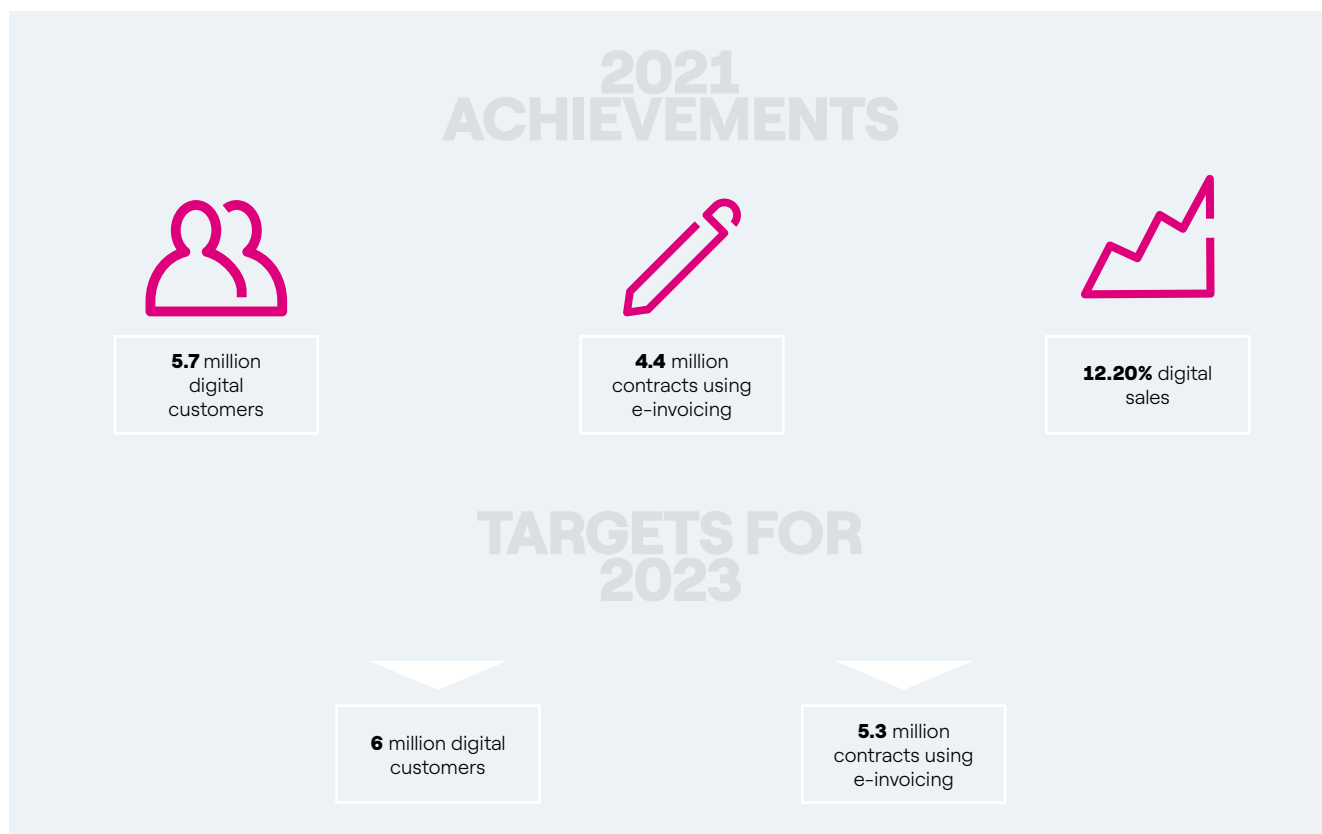 2021
ACHIEVEMENTS
5.7 million
digital
customers
4.4 million
contracts using
e-invoicing
12.20% digital
sales
TARGETS FOR
2023
6 million digital
customers
5.3 million
contracts using
e-invoicing